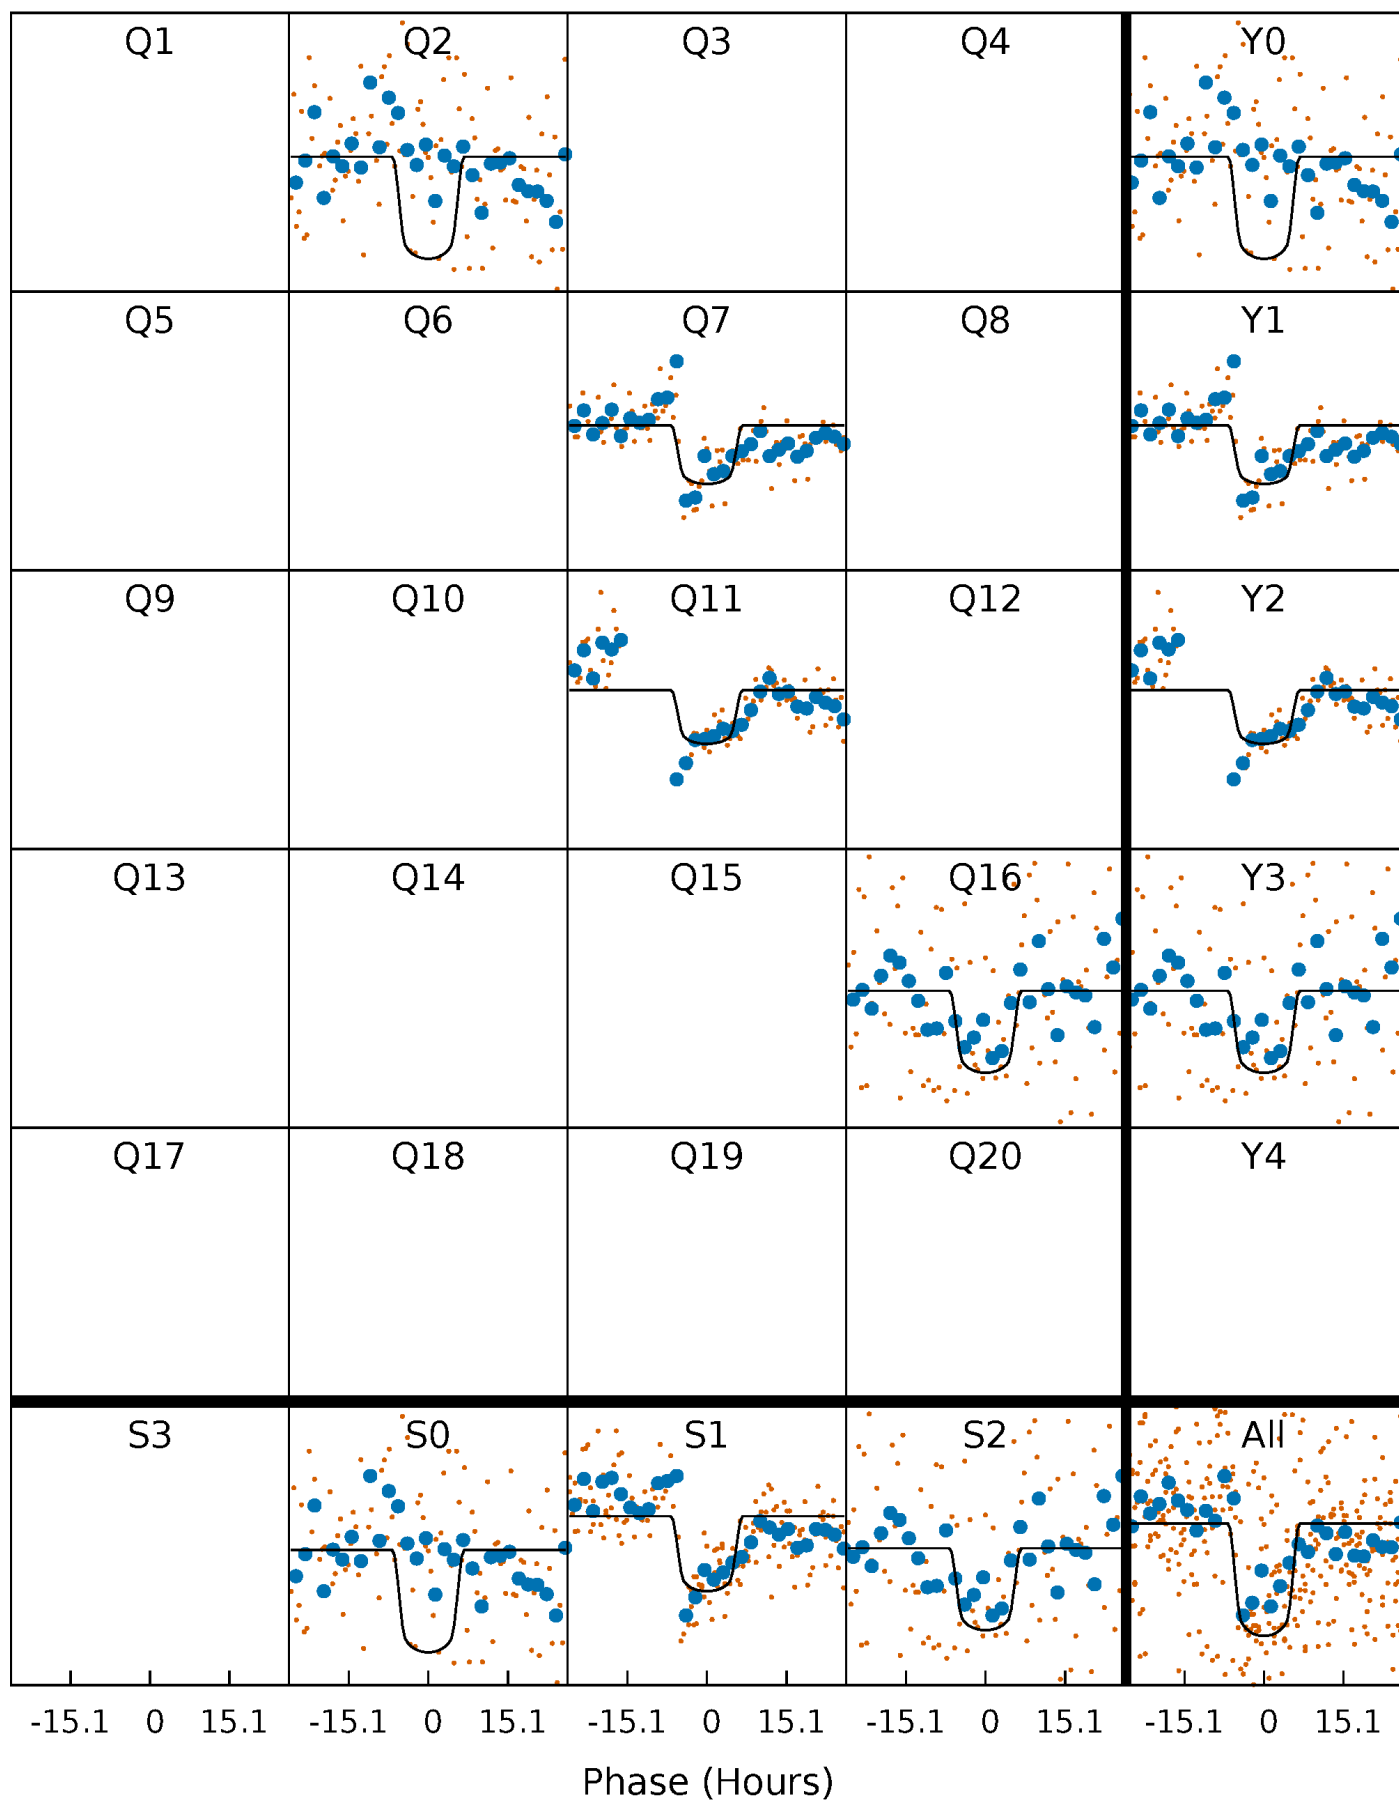 Q1 Q2 Q3 Q4 Y0
Q5 Q6 Q7 Q8 Y1
Q9 Q10 Q11 Q12 Y2
Q13 Q14 Q15 Q16 Y3
Q17 Q18 Q19 Q20 Y4
S3 S0 S1 S2 All
-15.1 0 15.1 -15.1 0 15.1 -15.1 0 15.1 -15.1 0 15.1 -15.1 0 15.1
Phase (Hours)